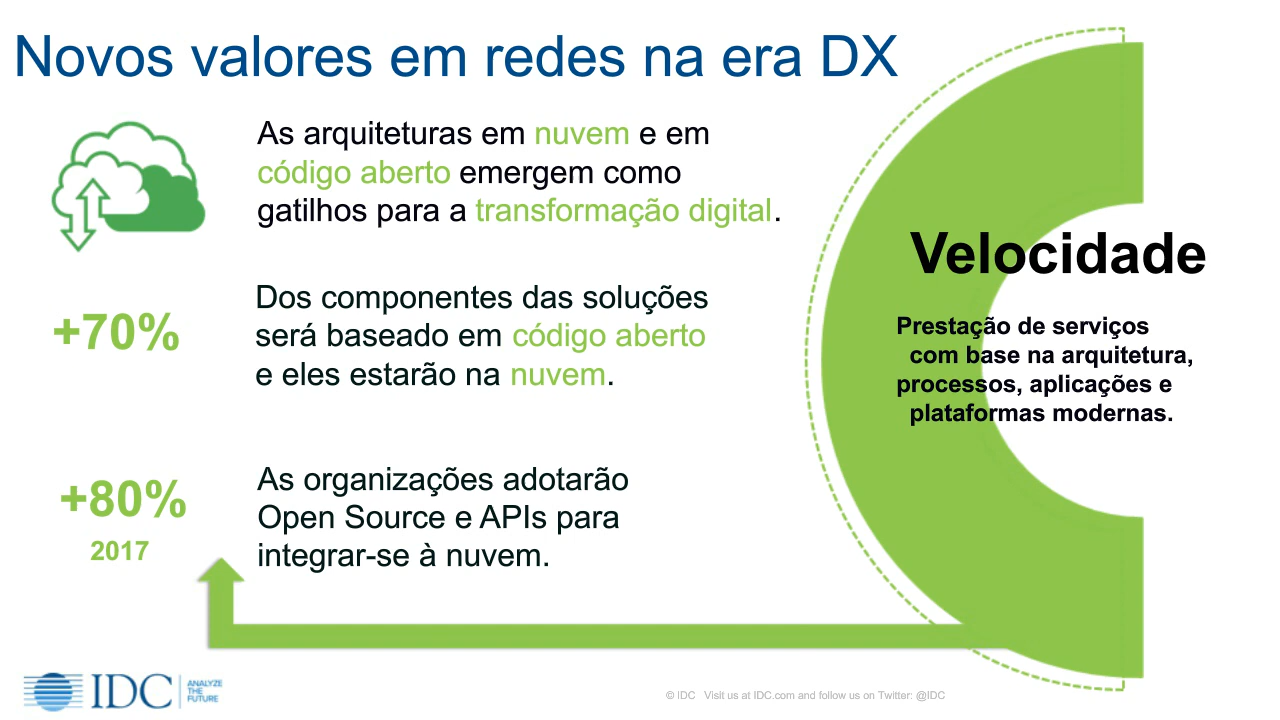 Novos valores em redes na era DX
As arquiteturas em nuvem e em
código aberto emergem como
gatilhos para a transformação digital.
+70%
Dos componentes das soluções
será baseado em código aberto
e eles estarão na nuvem.
+80%
2017
As organizações adotarão
Open Source e APIs para
integrar-se à nuvem.
Velocidade
Prestação de serviços
com base na arquitetura,
processos, aplicações e
plataformas modernas.
IDC
ANALYZE
THE
FUTURE
© IDC Visit us at IDC.com and follow us on Twitter: @IDC